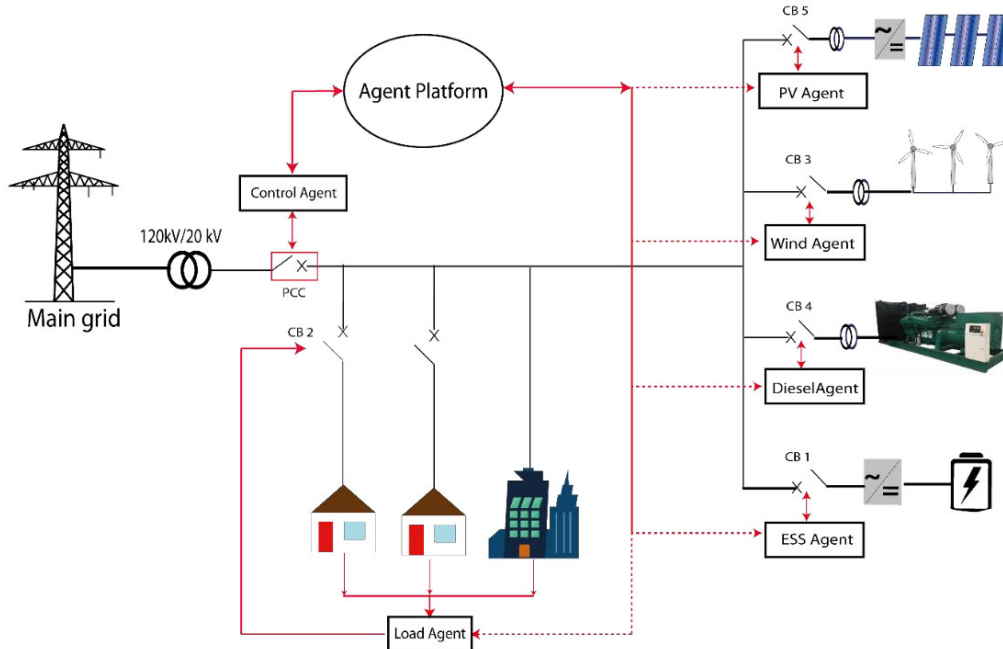 CB 5
Agent Platform
PV Agent
CB 3
Control Agent
120kV/20 kV
Wind Agent
PCC
Main grid
CB 2
CB 4
DieselAgent
CB 1
ESS Agent
Load Agent